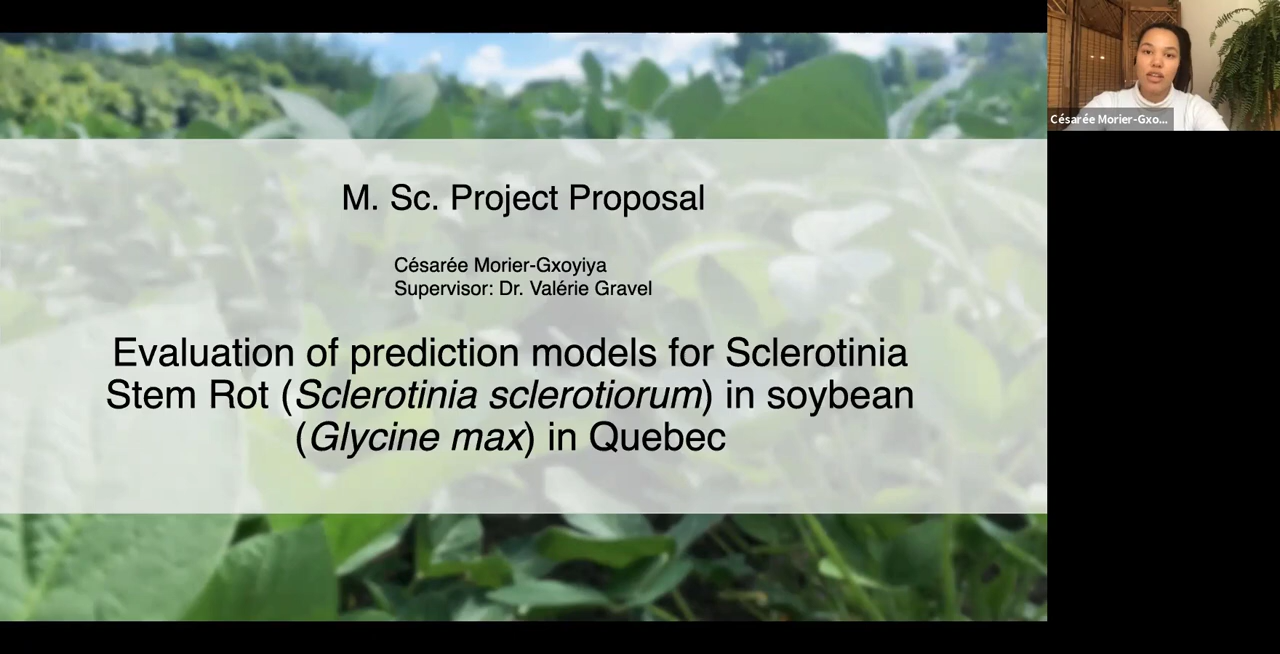 M. Sc. Project Proposal
Césarée Morier-Gxoyiya
Supervisor: Dr. Valérie Gravel
Evaluation of prediction models for Sclerotinia
Stem Rot (Sclerotinia sclerotiorum) in soybean
(Glycine max) in Quebec
Césarée Morier-Gxo...